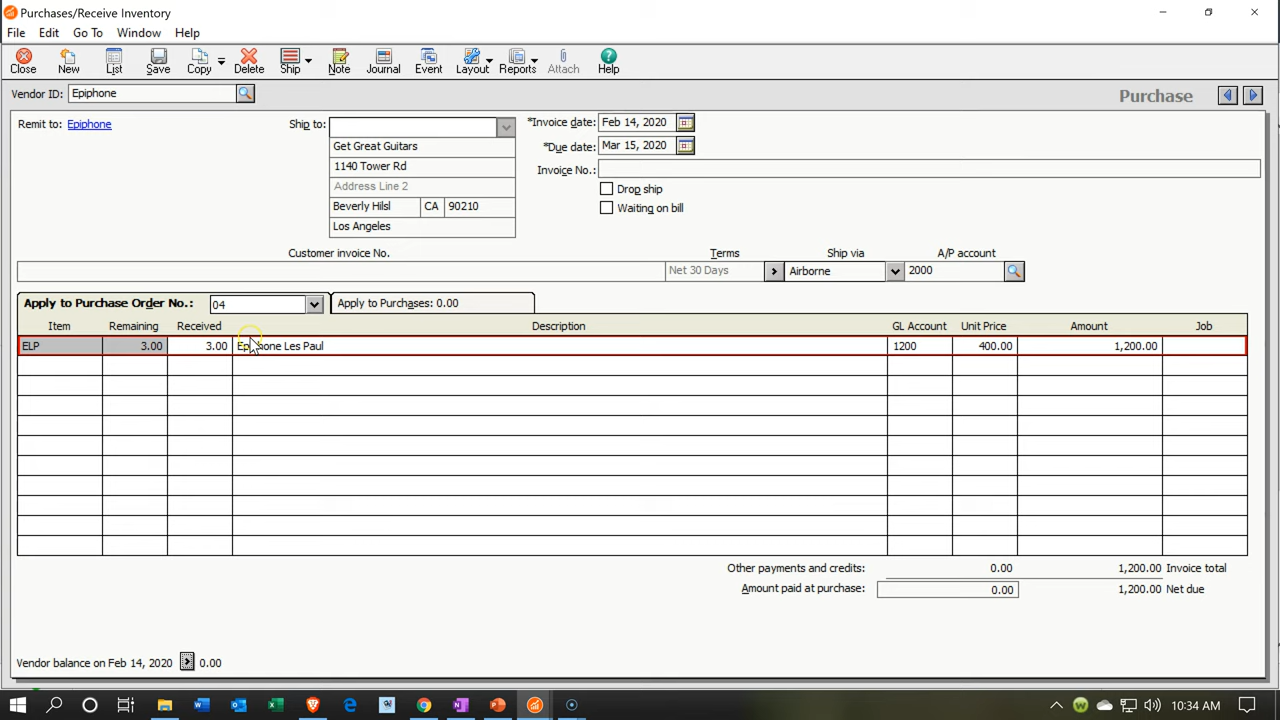 Purchases/Receive Inventory
File Edit Go To Window Help
Close New List Save Copy Delete Ship Note Journal Event Layout Reports Attach Help
Vendor ID: Epiphone
Purchase
Remit to: Epiphone
Ship to:
Get Great Guitars
1140 Tower Rd
Address Line 2
Beverly Hilsl CA 90210
Los Angeles
*Invoice date: Feb 14, 2020
*Due date: Mar 15, 2020
Invoice No.:
Drop ship
Waiting on bill
Customer invoice No. Terms Ship via A/P account
Net 30 Days Airborne 2000
Apply to Purchase Order No.: 04 Apply to Purchases: 0.00
Item Remaining Received Description GL Account Unit Price Amount Job
ELP 3.00 3.00 Epiphone Les Paul 1200 400.00 1,200.00
Other payments and credits: 0.00 1,200.00 Invoice total
Amount paid at purchase: 0.00 1,200.00 Net due
Vendor balance on Feb 14, 2020 0.00
10:34 AM